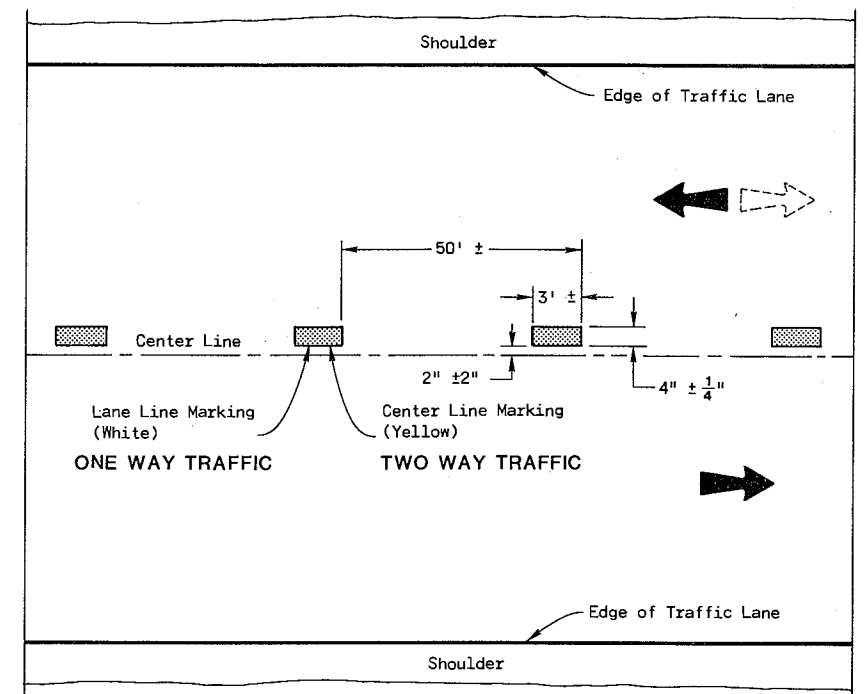 Shoulder
Edge of Traffic Lane
50' ±
3' ±
Center Line
2" ±2"
4" ± 1/4"
Lane Line Marking
(White)
Center Line Marking
(Yellow)
ONE WAY TRAFFIC
TWO WAY TRAFFIC
Edge of Traffic Lane
Shoulder